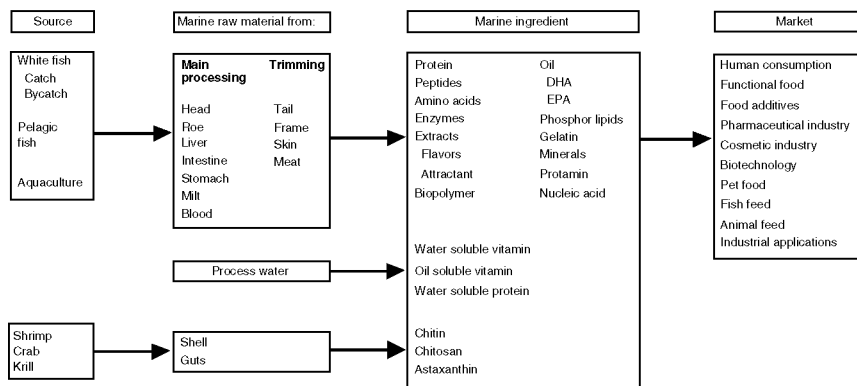 Source
Marine raw material from:
Marine ingredient
Market
White fish
Catch
Bycatch
Pelagic
fish
Aquaculture
Main
processing
Trimming
Head
Roe
Liver
Intestine
Stomach
Milt
Blood
Tail
Frame
Skin
Meat
Protein
Peptides
Amino acids
Enzymes
Extracts
Flavors
Attractant
Biopolymer
Oil
DHA
EPA
Phosphor lipids
Gelatin
Minerals
Protamin
Nucleic acid
Human consumption
Functional food
Food additives
Pharmaceutical industry
Cosmetic industry
Biotechnology
Pet food
Fish feed
Animal feed
Industrial applications
Process water
Water soluble vitamin
Oil soluble vitamin
Water soluble protein
Shrimp
Crab
Krill
Shell
Guts
Chitin
Chitosan
Astaxanthin